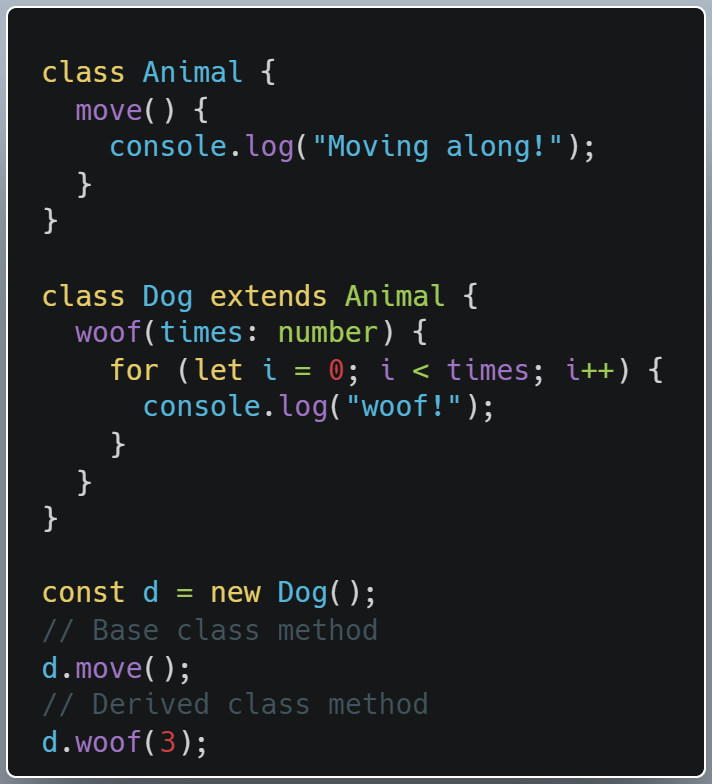 class Animal {
  move() {
    console.log("Moving along!");
  }
}

class Dog extends Animal {
  woof(times: number) {
    for (let i = 0; i < times; i++) {
      console.log("woof!");
    }
  }
}

const d = new Dog();
// Base class method
d.move();
// Derived class method
d.woof(3);